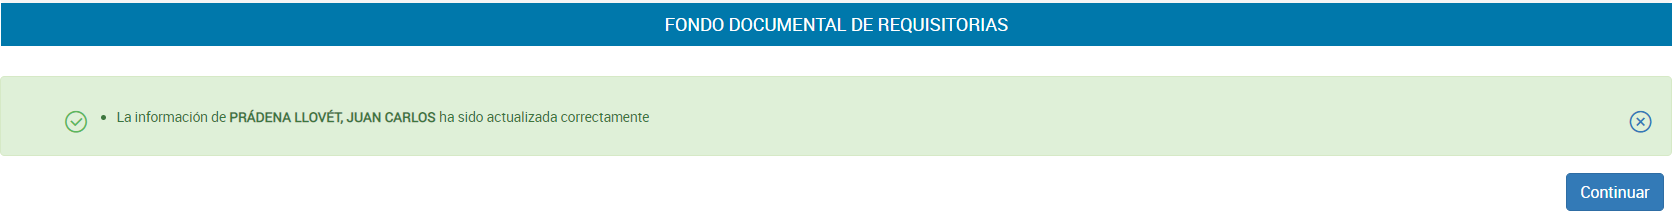 FONDO DOCUMENTAL DE REQUISITORIAS
La información de PRÁDENA LLOVÉT, JUAN CARLOS ha sido actualizada correctamente
Continuar